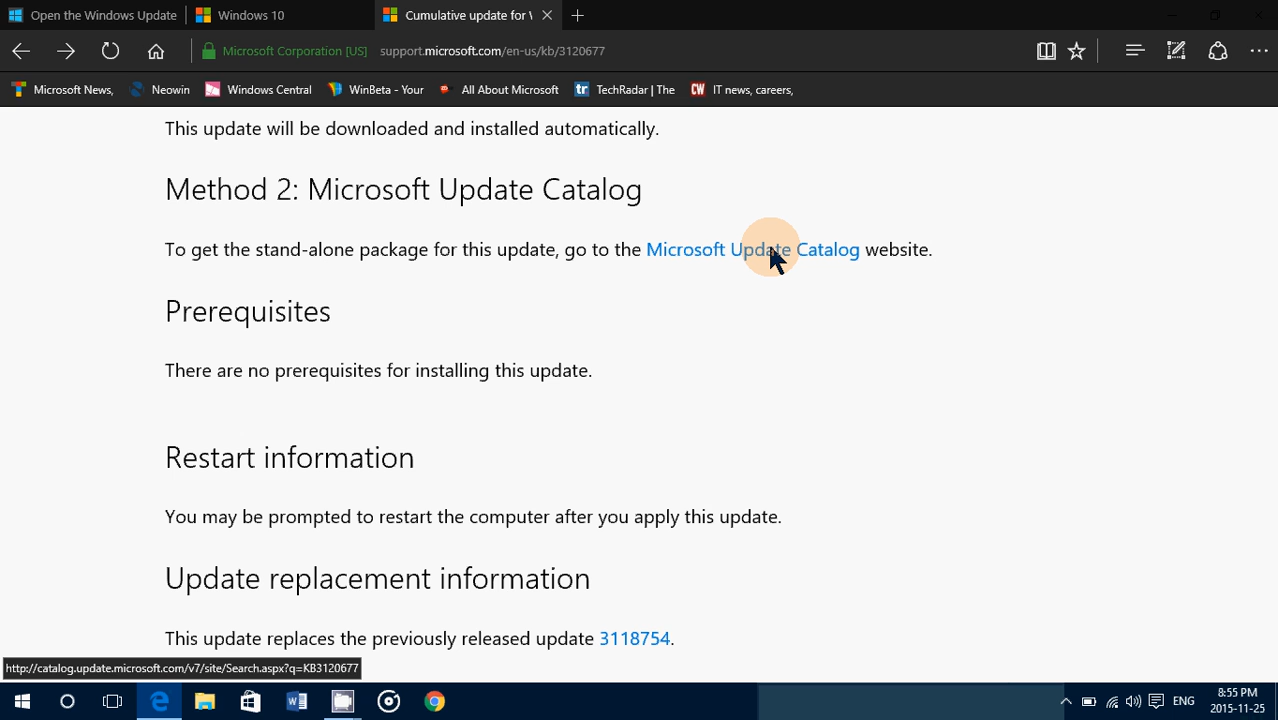 Open the Windows Update
Windows 10
Cumulative update for W
Microsoft Corporation [US] support.microsoft.com/en-us/kb/3120677
Microsoft News,
Neowin
Windows Central
WinBeta - Your
All About Microsoft
tr TechRadar | The
CW IT news, careers,
This update will be downloaded and installed automatically.
Method 2: Microsoft Update Catalog
To get the stand-alone package for this update, go to the Microsoft Update Catalog website.
Prerequisites
There are no prerequisites for installing this update.
Restart information
You may be prompted to restart the computer after you apply this update.
Update replacement information
This update replaces the previously released update 3118754.
http://catalog.update.microsoft.com/v7/site/Search.aspx?q=KB3120677
ENG
8:55 PM
2015-11-25